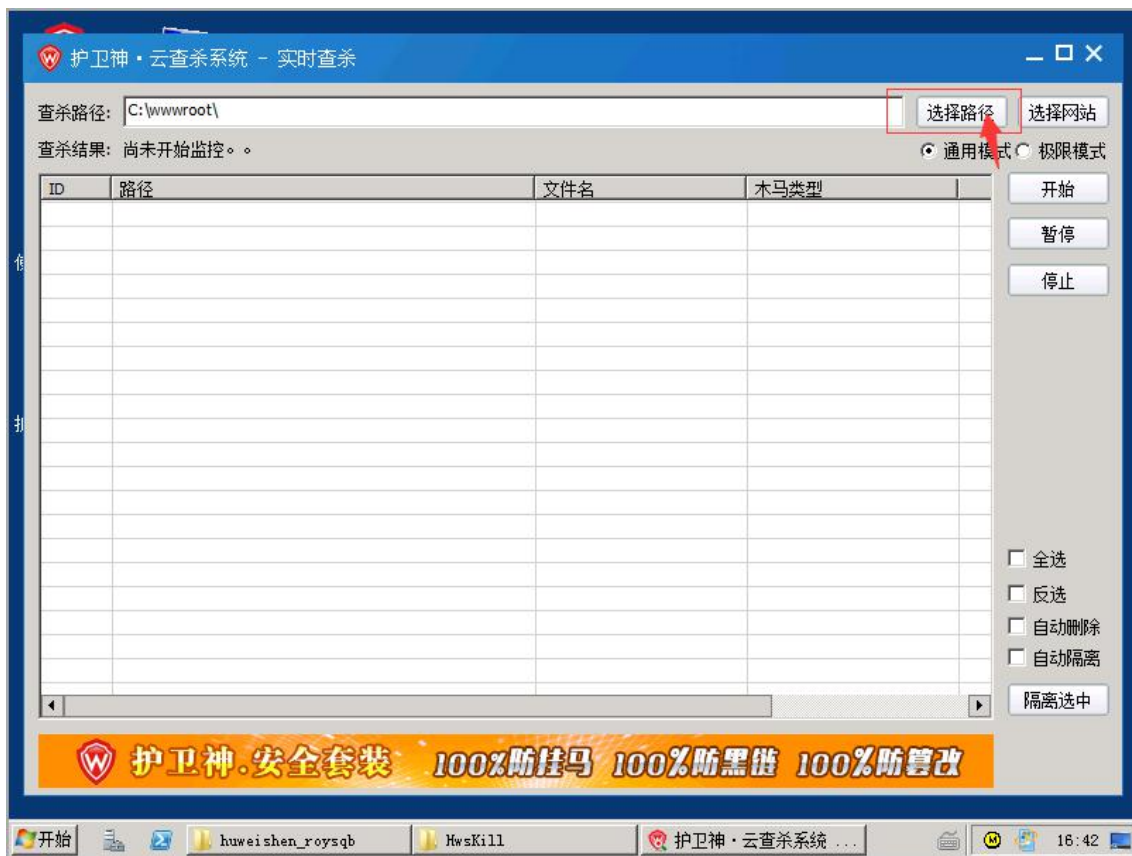 护卫神·云查杀系统 - 实时查杀
查杀路径: C:\wwwroot\ 选择路径 选择网站
查杀结果: 尚未开始监控。。 通用模式 极限模式
ID 路径 文件名 木马类型 开始
暂停
停止
全选
反选
自动删除
自动隔离
隔离选中
护卫神.安全套装 100%防挂马 100%防黑链 100%防篡改
开始 huweishen_roysqb HwsKill 护卫神·云查杀系统 ... 16:42